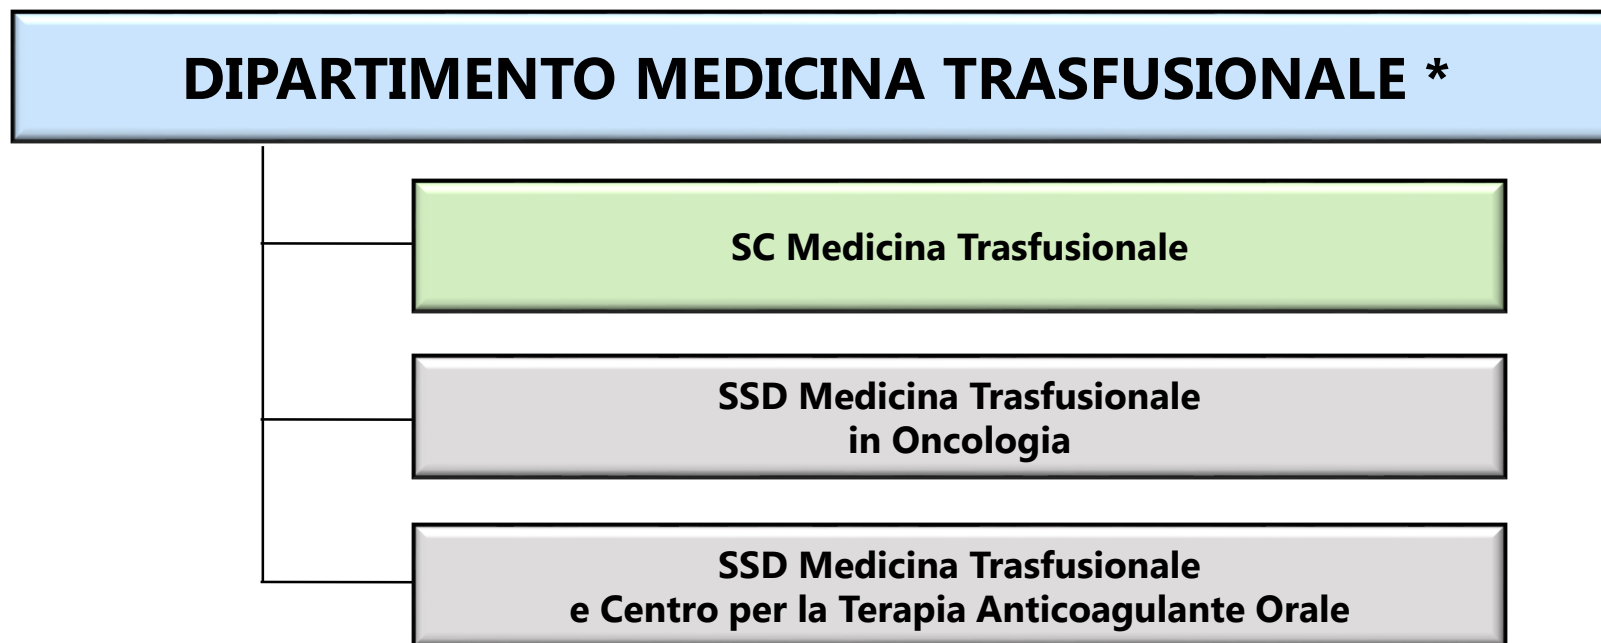 DIPARTIMENTO MEDICINA TRASFUSIONALE *
SC Medicina Trasfusionale
SSD Medicina Trasfusionale
in Oncologia
SSD Medicina Trasfusionale
e Centro per la Terapia Anticoagulante Orale